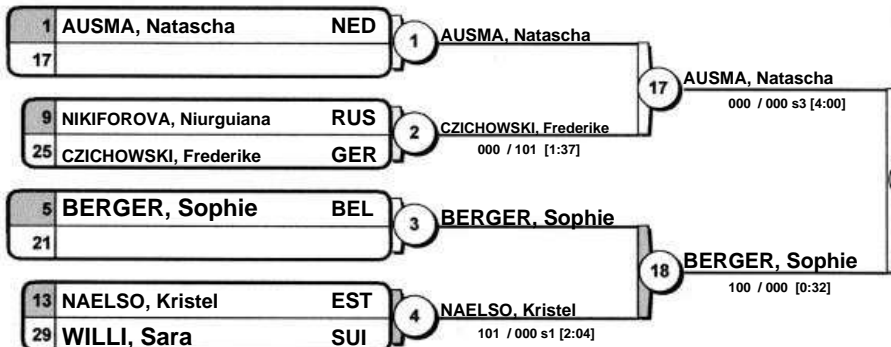 1 AUSMA, Natascha NED
17
1
AUSMA, Natascha
9 NIKIFOROVA, Niurguiana RUS
25 CZICHOWSKI, Frederike GER
2
CZICHOWSKI, Frederike
000 / 101 [1:37]
17
AUSMA, Natascha
000 / 000 s3 [4:00]
5 BERGER, Sophie BEL
21
3
BERGER, Sophie
13 NAELSO, Kristel EST
29 WILLI, Sara SUI
4
NAELSO, Kristel
101 / 000 s1 [2:04]
18
BERGER, Sophie
100 / 000 [0:32]